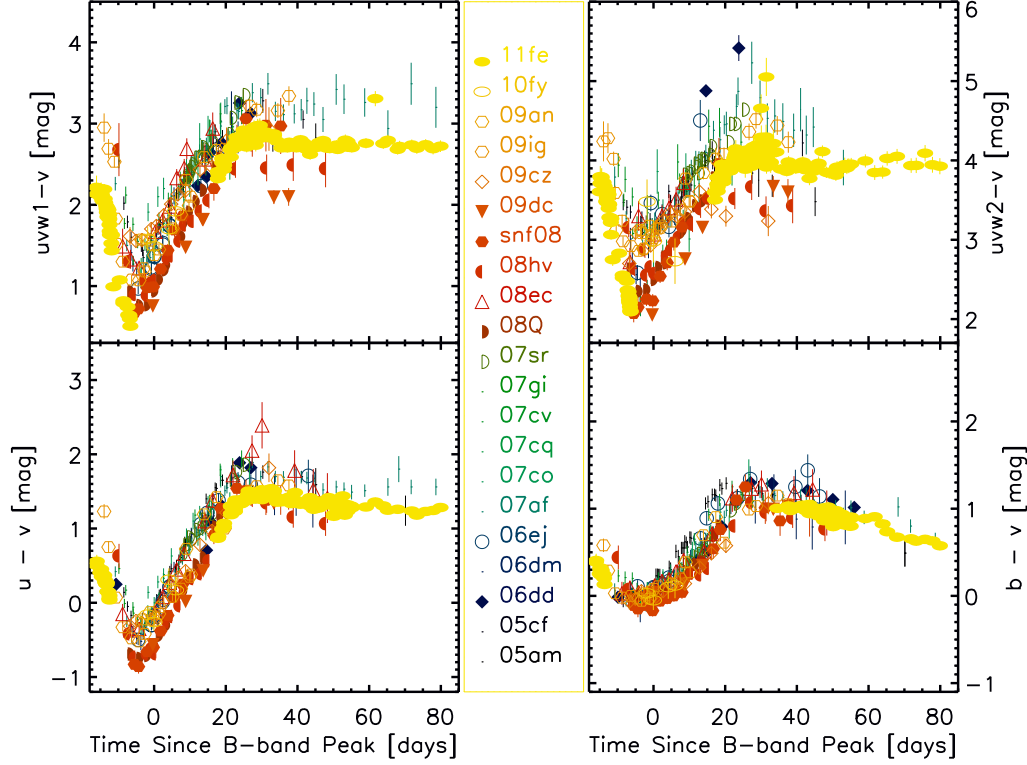 4
3
2
1
uvw1-v [mag]
3
2
1
0
-1
u - v [mag]
0 20 40 60 80
Time Since B-band Peak [days]
11fe
10fy
09an
09ig
09cz
09dc
snf08
08hv
08ec
08Q
07sr
07gi
07cv
07cq
07co
07af
06ej
06dm
06dd
05cf
05am
6
5
4
3
2
uvw2-v [mag]
2
1
0
-1
b - v [mag]
0 20 40 60 80
Time Since B-band Peak [days]